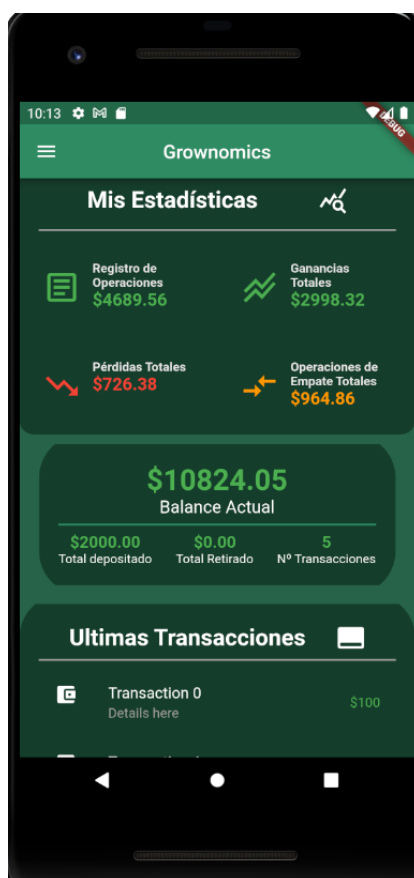 10:13
DEBUG
Grownomics
Mis Estadísticas
Registro de
Operaciones
$4689.56
Ganancias
Totales
$2998.32
Pérdidas Totales
$726.38
Operaciones de
Empate Totales
$964.86
$10824.05
Balance Actual
$2000.00 $0.00 5
Total depositado Total Retirado Nº Transacciones
Ultimas Transacciones
Transaction 0
Details here
$100